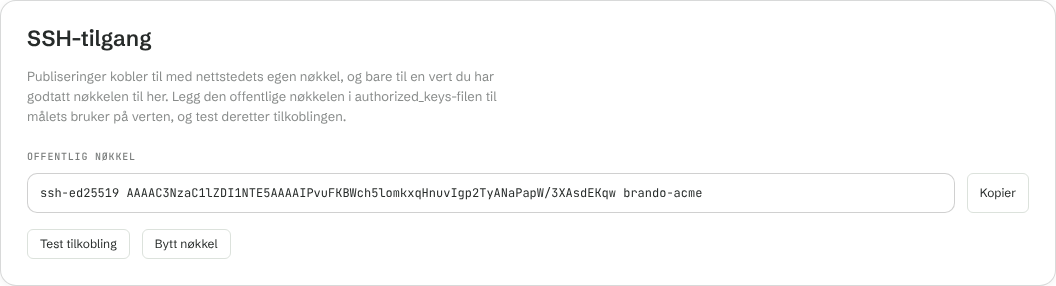 SSH-tilgang
Publiseringer kobler til med nettstedets egen nøkkel, og bare til en vert du har
godtatt nøkkelen til her. Legg den offentlige nøkkelen i authorized_keys-filen til
målets bruker på verten, og test deretter tilkoblingen.
OFFENTLIG NØKKEL
ssh-ed25519 AAAAC3NzaC1lZDI1NTE5AAAAIPvuFKBWch5lomkxqHnuvIgp2TyANaPapW/3XAsdEKqw brando-acme
Kopier
Test tilkobling
Bytt nøkkel